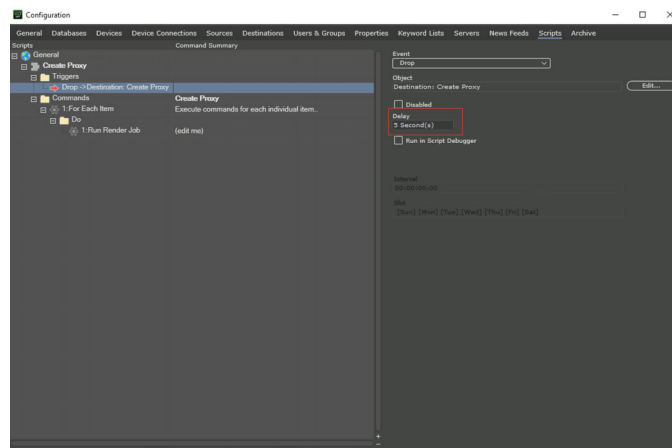 Configuration
General Databases Devices Device Connections Sources Destinations Users & Groups Properties Keyword Lists Servers News Feeds Scripts Archive
Scripts Command Summary
General
Create Proxy
Triggers
Drop ->Destination: Create Proxy
Commands Create Proxy
1:For Each Item Execute commands for each individual item..
Do
1:Run Render Job (edit me)
Event
Drop
Object
Destination: Create Proxy Edit...
Disabled
Delay
5 Second(s)
Run in Script Debugger
Interval
00:00:00:00
Slot
[Sun] [Mon] [Tue] [Wed] [Thu] [Fri] [Sat]